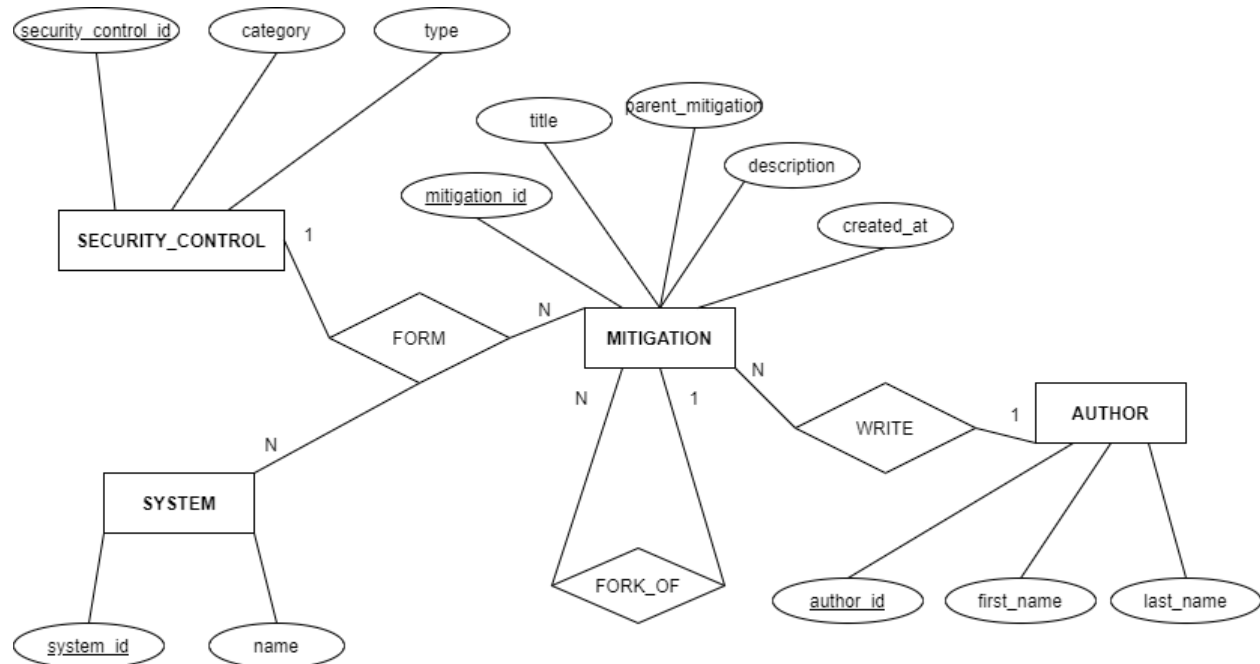 security_control_id
category
type
parent_mitigation
title
description
mitigation_id
created_at
SECURITY_CONTROL
1
N
FORM
MITIGATION
N
1
N
WRITE
1
AUTHOR
N
SYSTEM
FORK_OF
author_id
first_name
last_name
system_id
name